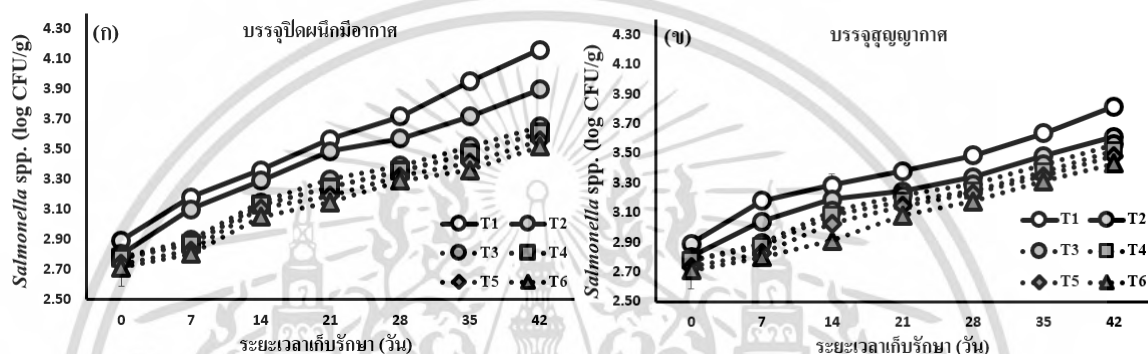 (ก) บรรจุปิดผนึกมีอากาศ
Salmonella spp. (log CFU/g)
4.30
4.10
3.90
3.70
3.50
3.30
3.10
2.90
2.70
2.50
T1 T2
T3 T4
T5 T6
0 7 14 21 28 35 42
ระยะเวลาเก็บรักษา (วัน)
(ข) บรรจุสุญญากาศ
Salmonella spp. (log CFU/g)
4.30
4.10
3.90
3.70
3.50
3.30
3.10
2.90
2.70
2.50
T1 T2
T3 T4
T5 T6
0 7 14 21 28 35 42
ระยะเวลาเก็บรักษา (วัน)